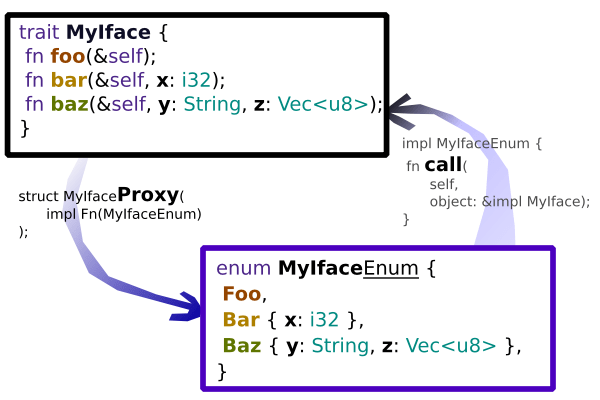 trait MyIface {
fn foo(&self);
fn bar(&self, x: i32);
fn baz(&self, y: String, z: Vec<u8>);
}
impl MyIfaceEnum {
fn call(
self,
object: &impl MyIface);
}
struct MyIfaceProxy(
impl Fn(MyIfaceEnum)
);
enum MyIfaceEnum {
Foo,
Bar { x: i32 },
Baz { y: String, z: Vec<u8> },
}